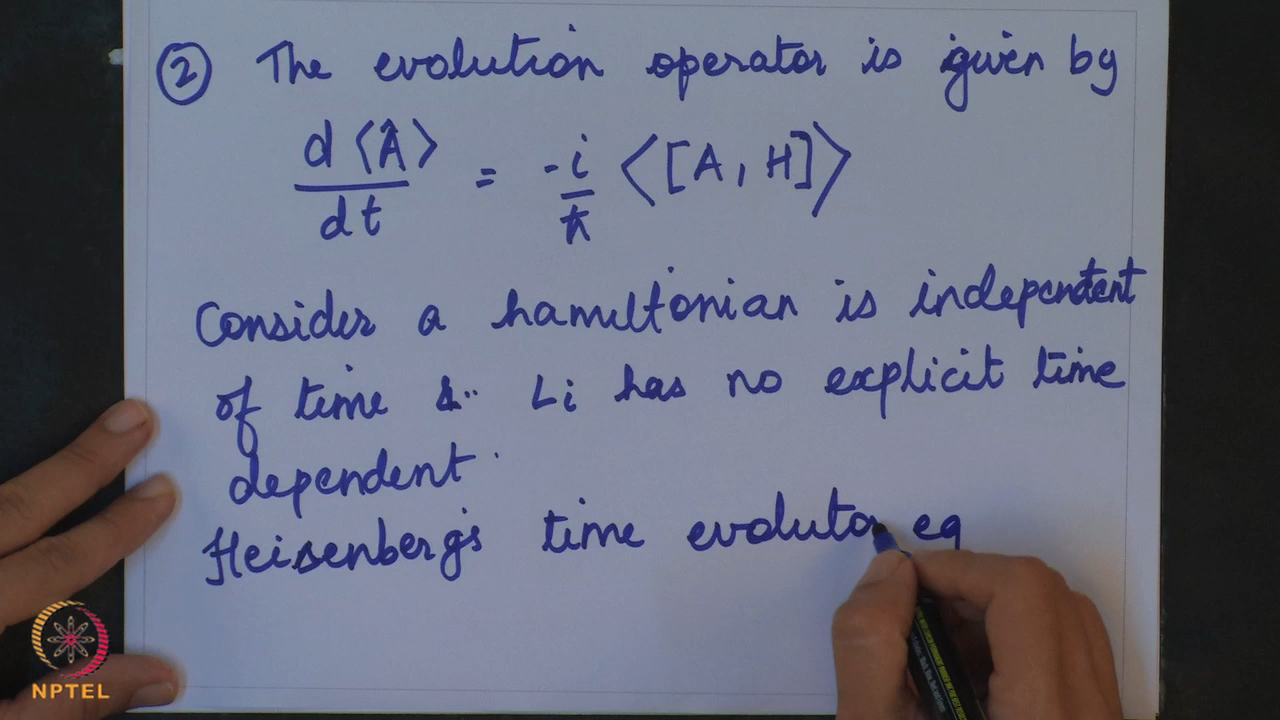 ② The evolution operator is given by
d⟨Â⟩/dt = -i/ħ ⟨[A, H]⟩
Consider a hamiltonian is independent
of time & Li has no explicit time
dependent.
Heisenberg's time evoluto eq
NPTEL